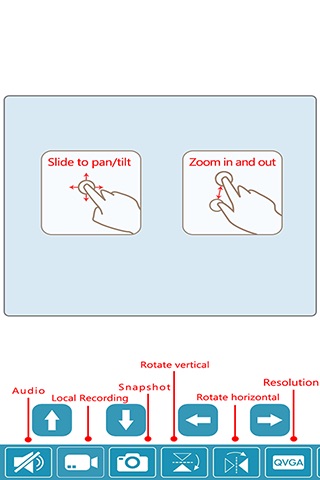 Slide to pan/tilt
Zoom in and out
Rotate vertical
Resolution
Audio
Local Recording
Snapshot
Rotate horizontal
QVGA